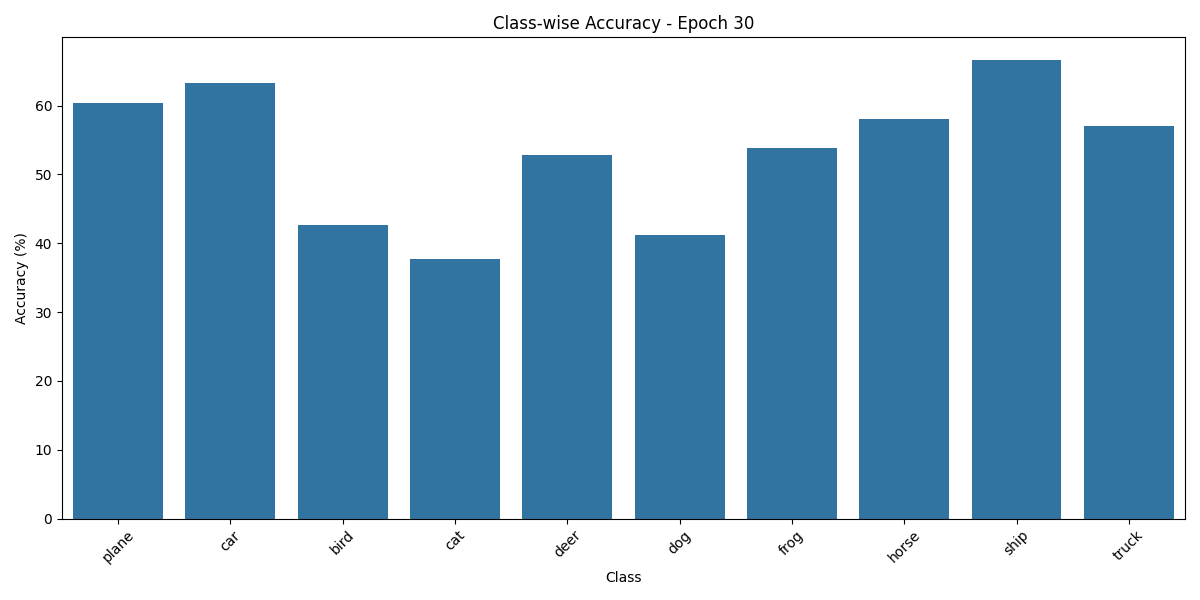 Class-wise Accuracy - Epoch 30
Accuracy (%)
60
50
40
30
20
10
0
plane
car
bird
cat
deer
dog
frog
horse
ship
truck
Class